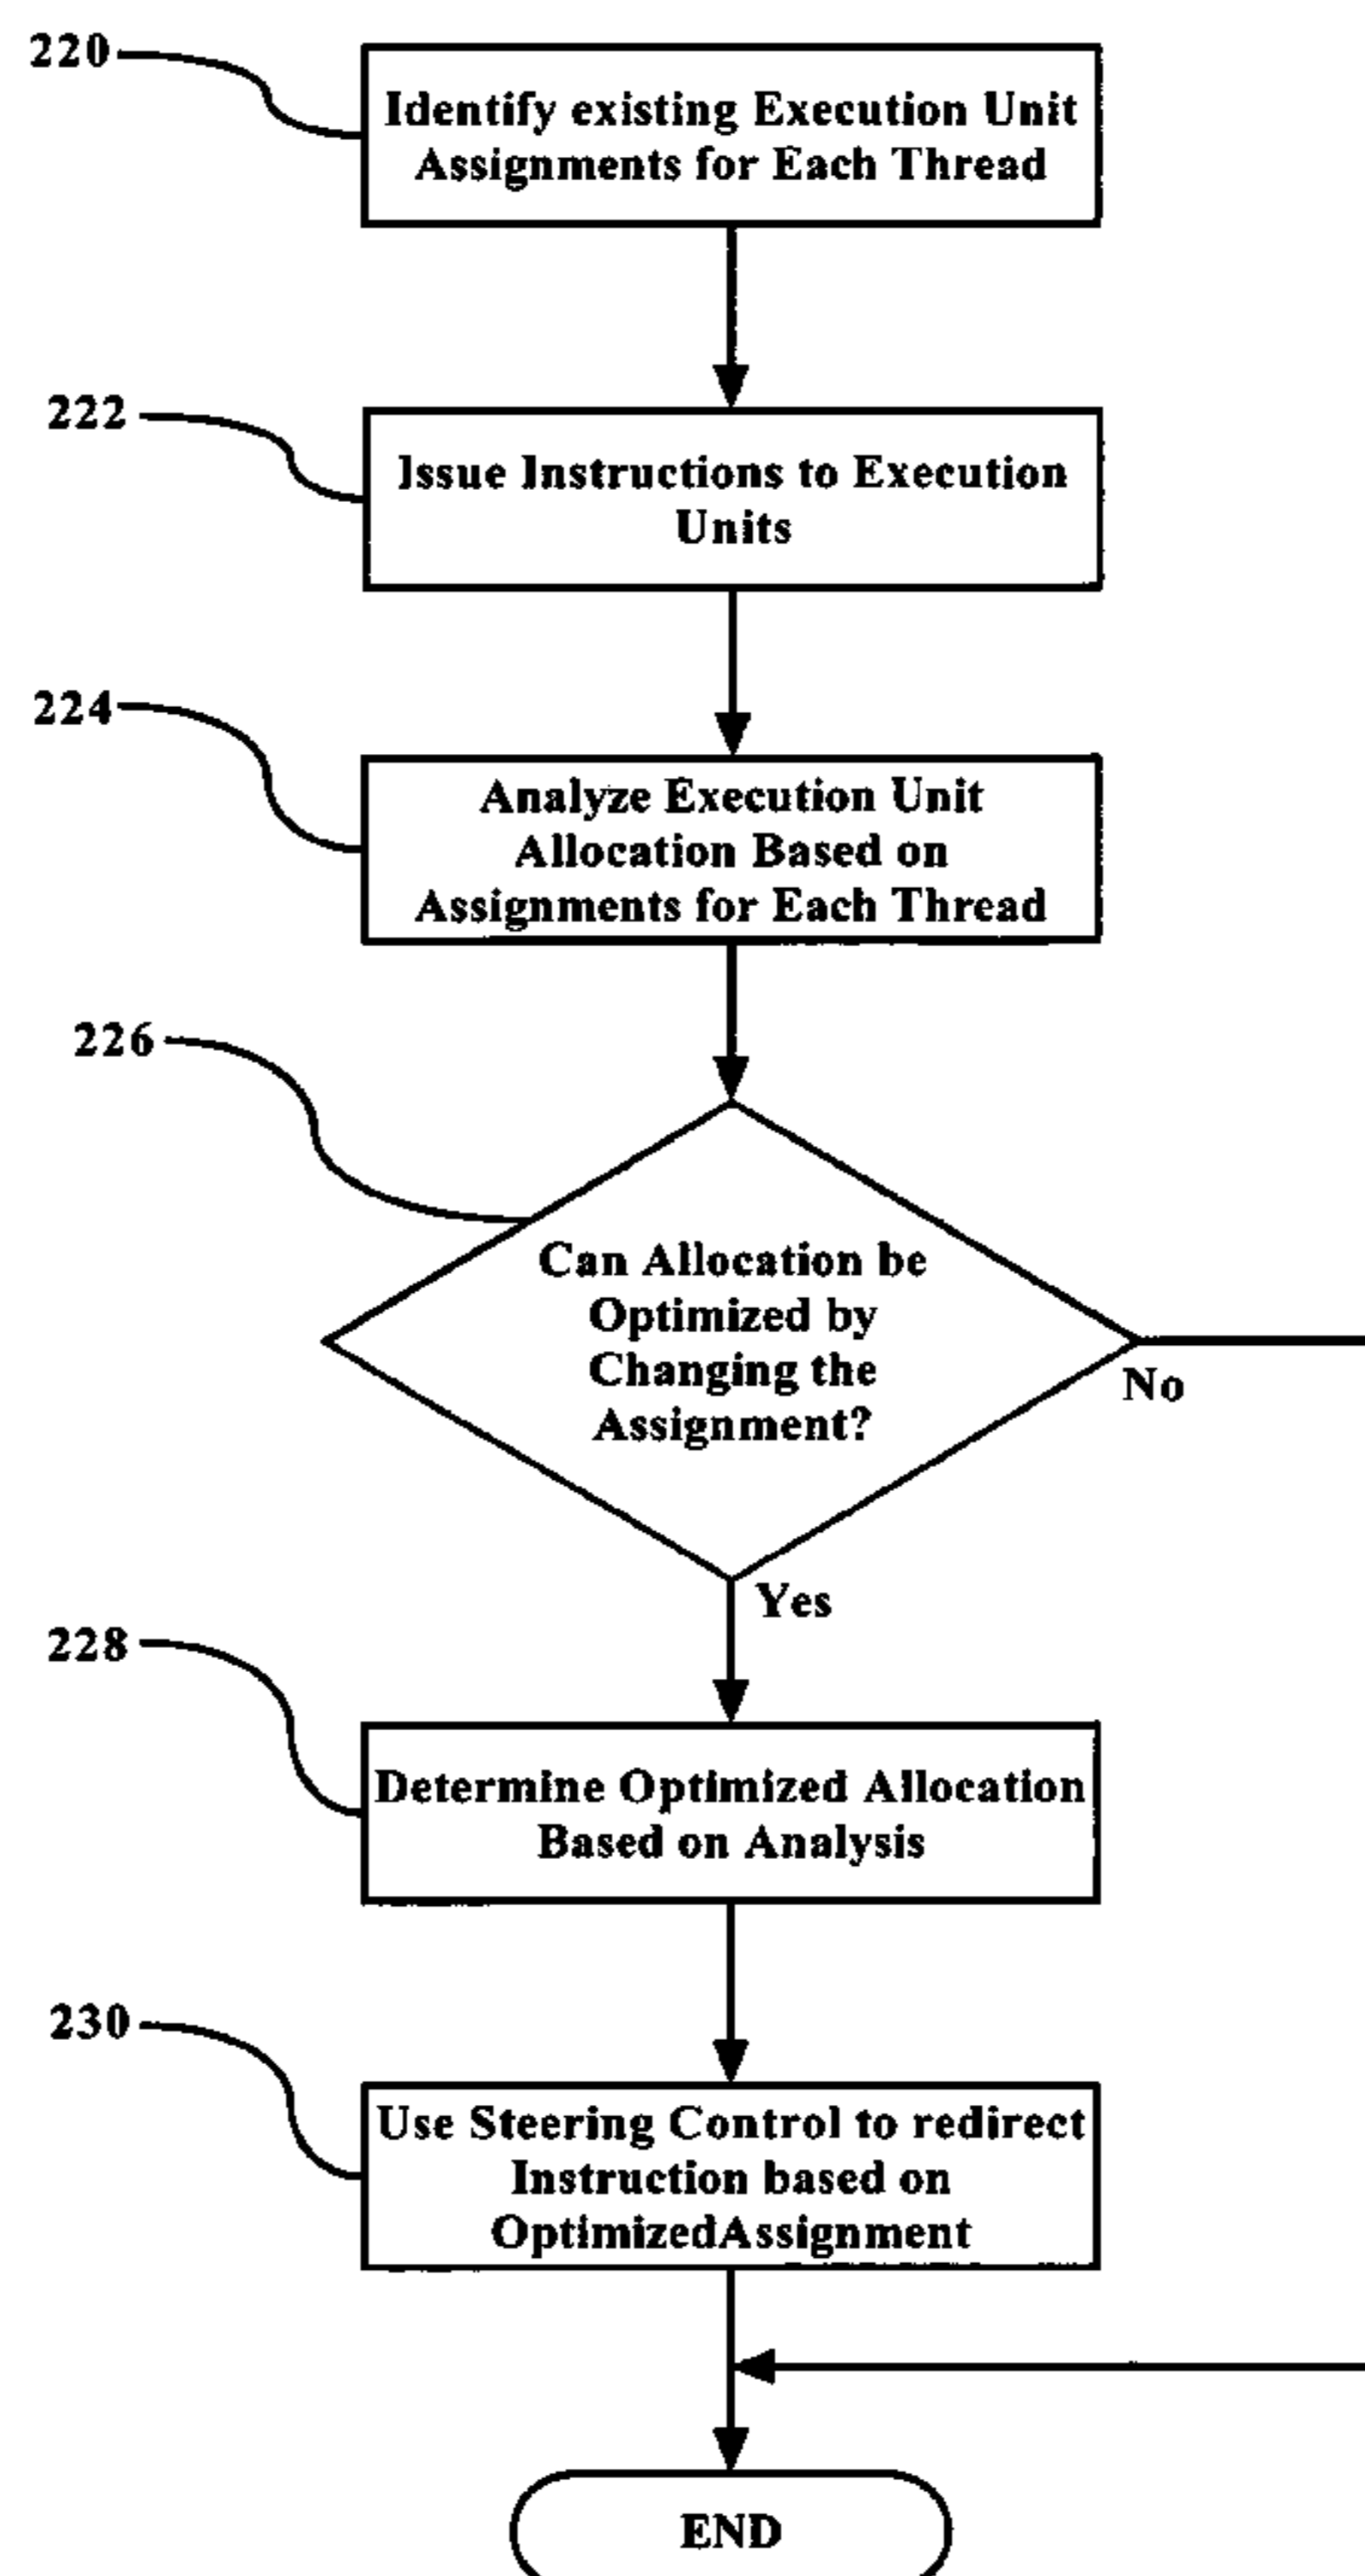 220
Identify existing Execution Unit
Assignments for Each Thread
222
Issue Instructions to Execution
Units
224
Analyze Execution Unit
Allocation Based on
Assignments for Each Thread
226
Can Allocation be
Optimized by
Changing the
Assignment?
No
Yes
228
Determine Optimized Allocation
Based on Analysis
230
Use Steering Control to redirect
Instruction based on
OptimizedAssignment
END